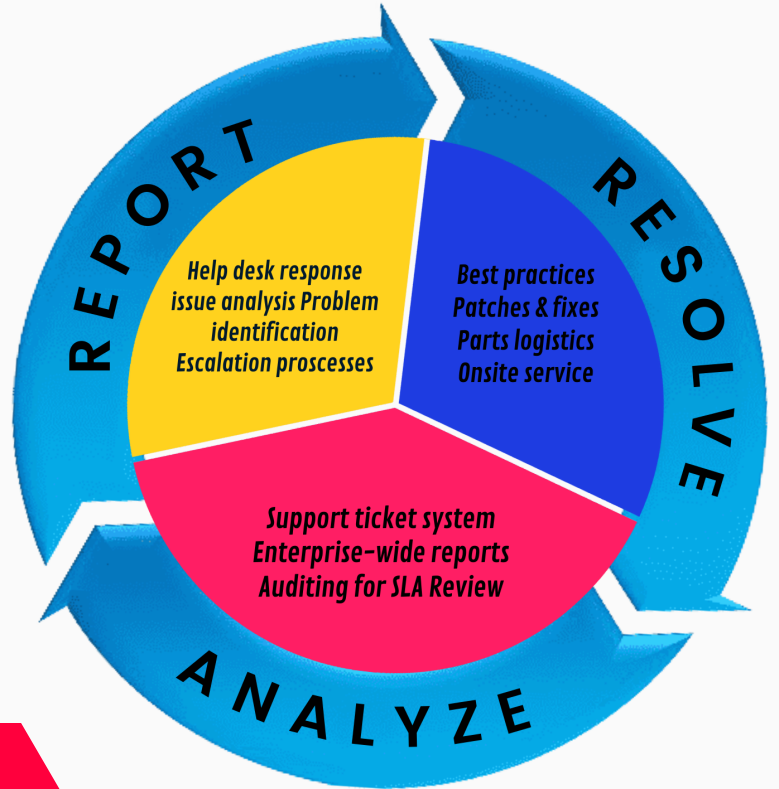 REPORT
Help desk response
issue analysis Problem
identification
Escalation proscesses
RESOLVE
Best practices
Patches & fixes
Parts logistics
Onsite service
ANALYZE
Support ticket system
Enterprise-wide reports
Auditing for SLA Review